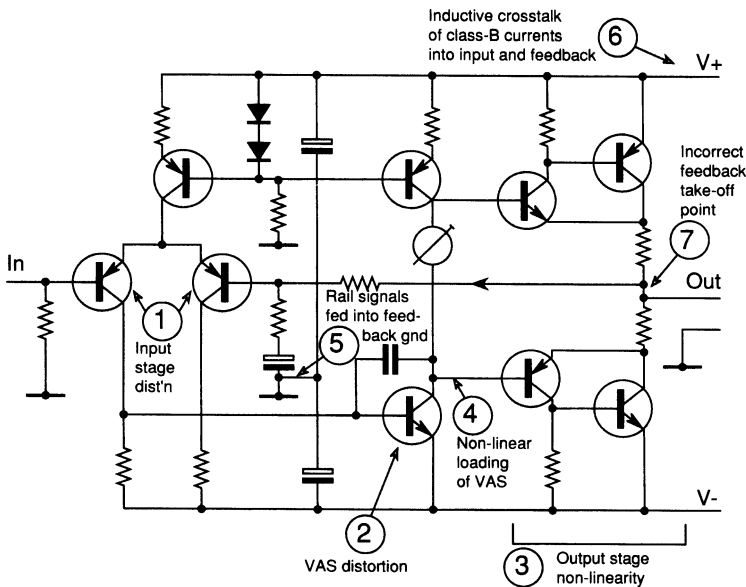 Inductive crosstalk
of class-B currents
into input and feedback
6
V+
Incorrect
feedback
take-off
point
7
In
Out
1
Input
stage
dist'n
Rail signals
fed into feed-
back gnd
5
4
Non-linear
loading
of VAS
2
VAS distortion
V-
3
Output stage
non-linearity